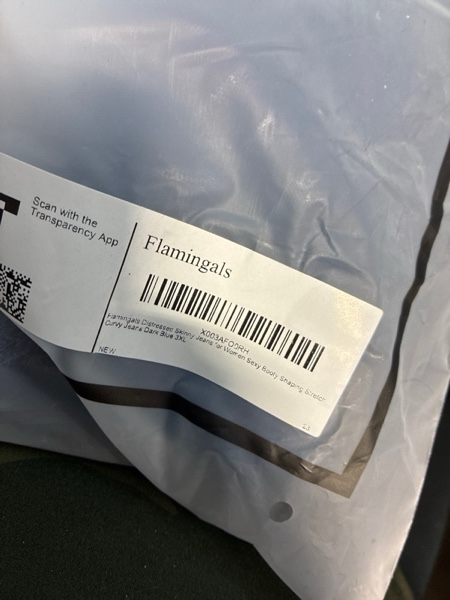 Scan with the
Transparency App
Flamingals
X003AFO0RH
Flamingals Distressed Skinny Jeans for Women Sexy Booty Shaping Stretch
Curvy Jeans Dark Blue 3XL
NEW